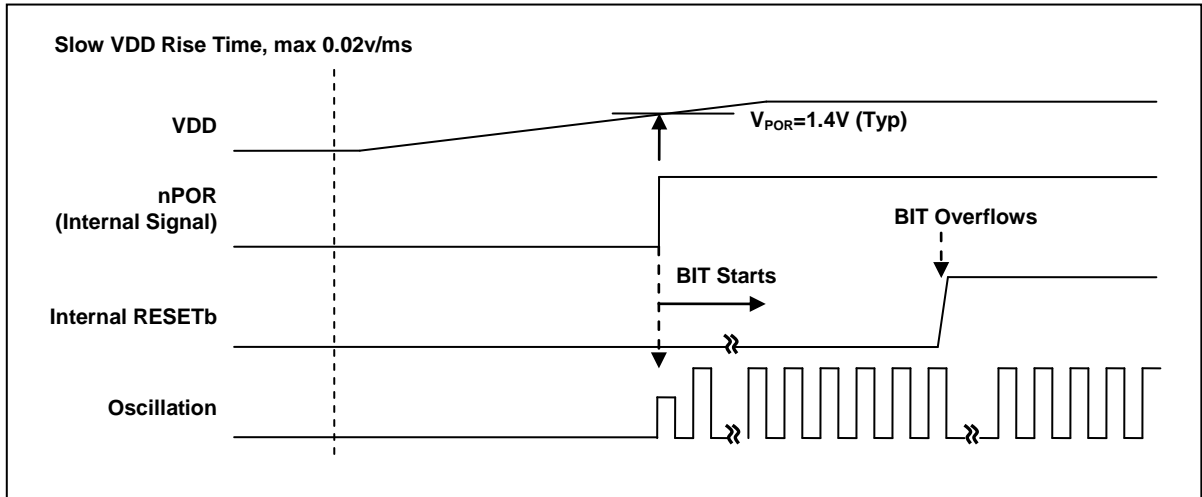 Slow VDD Rise Time, max 0.02v/ms
VDD
VPOR=1.4V (Typ)
nPOR
(Internal Signal)
BIT Overflows
BIT Starts
Internal RESETb
Oscillation